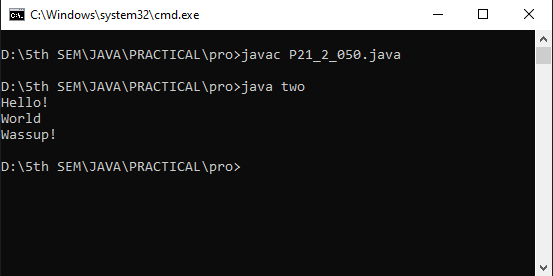 C:\Windows\system32\cmd.exe
D:\5th SEM\JAVA\PRACTICAL\pro>javac P21_2_050.java
D:\5th SEM\JAVA\PRACTICAL\pro>java two
Hello!
World
Wassup!
D:\5th SEM\JAVA\PRACTICAL\pro>